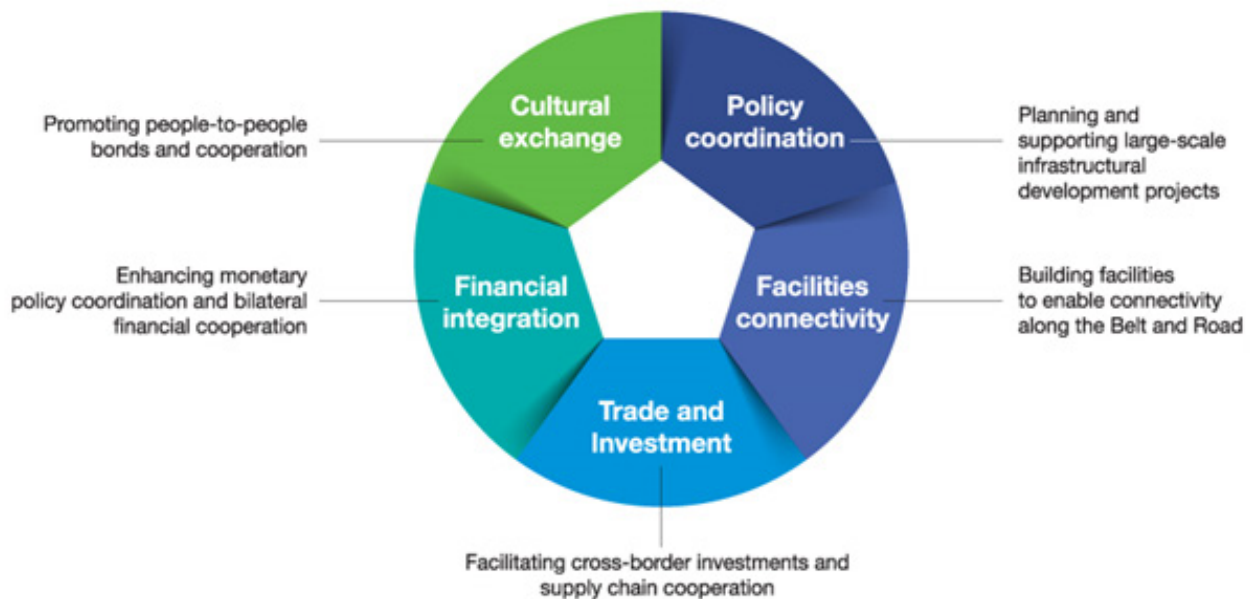 Cultural
exchange
Policy
coordination
Promoting people-to-people
bonds and cooperation
Planning and
supporting large-scale
infrastructural
development projects
Enhancing monetary
policy coordination and bilateral
financial cooperation
Financial
integration
Facilities
connectivity
Building facilities
to enable connectivity
along the Belt and Road
Trade and
Investment
Facilitating cross-border investments and
supply chain cooperation